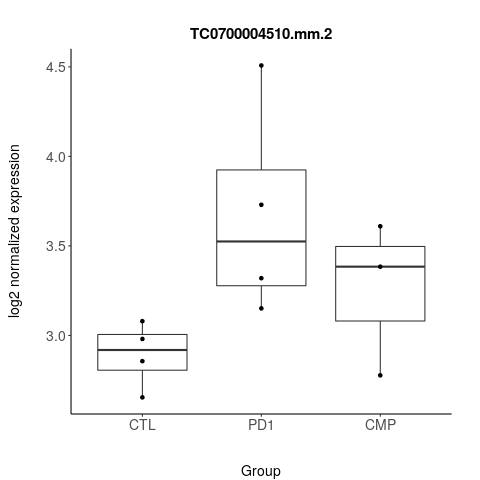 TC0700004510.mm.2
log2 normalized expression
4.5
4.0
3.5
3.0
CTL
PD1
CMP
Group